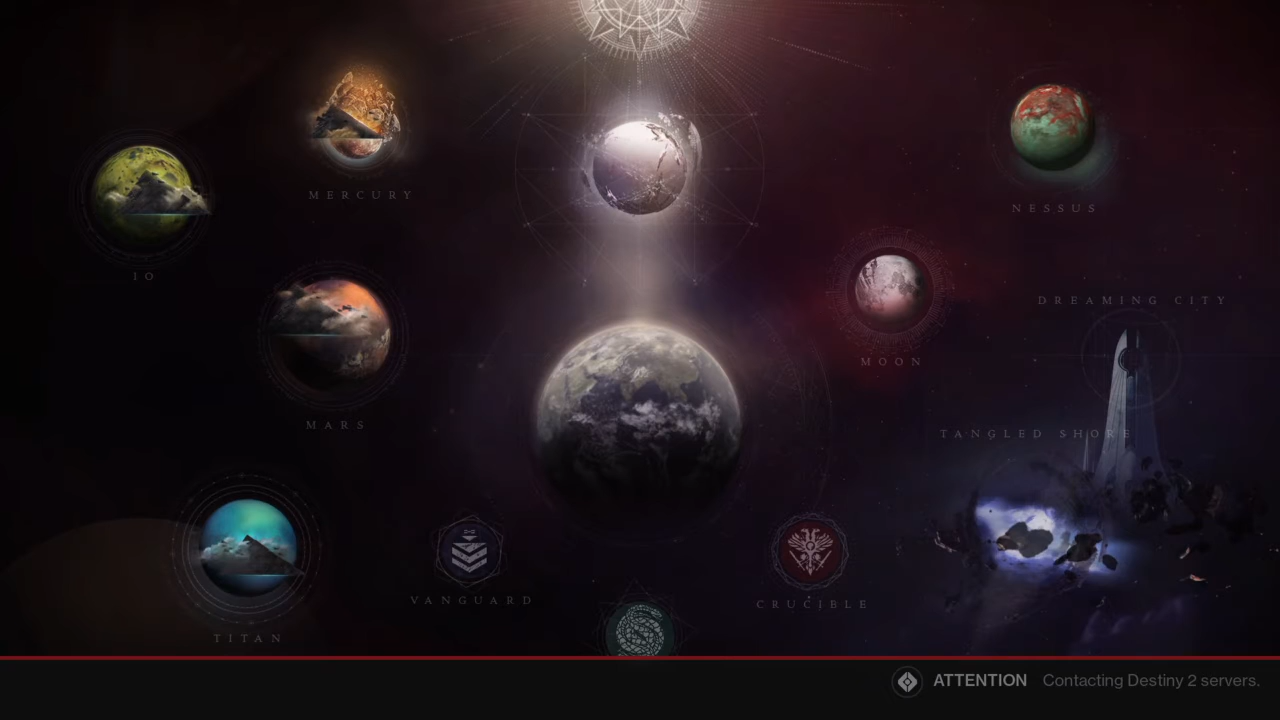 MERCURY
NESSUS
IO
DREAMING CITY
MOON
MARS
TANGLED SHORE
VANGUARD
CRUCIBLE
TITAN
ATTENTION Contacting Destiny 2 servers.